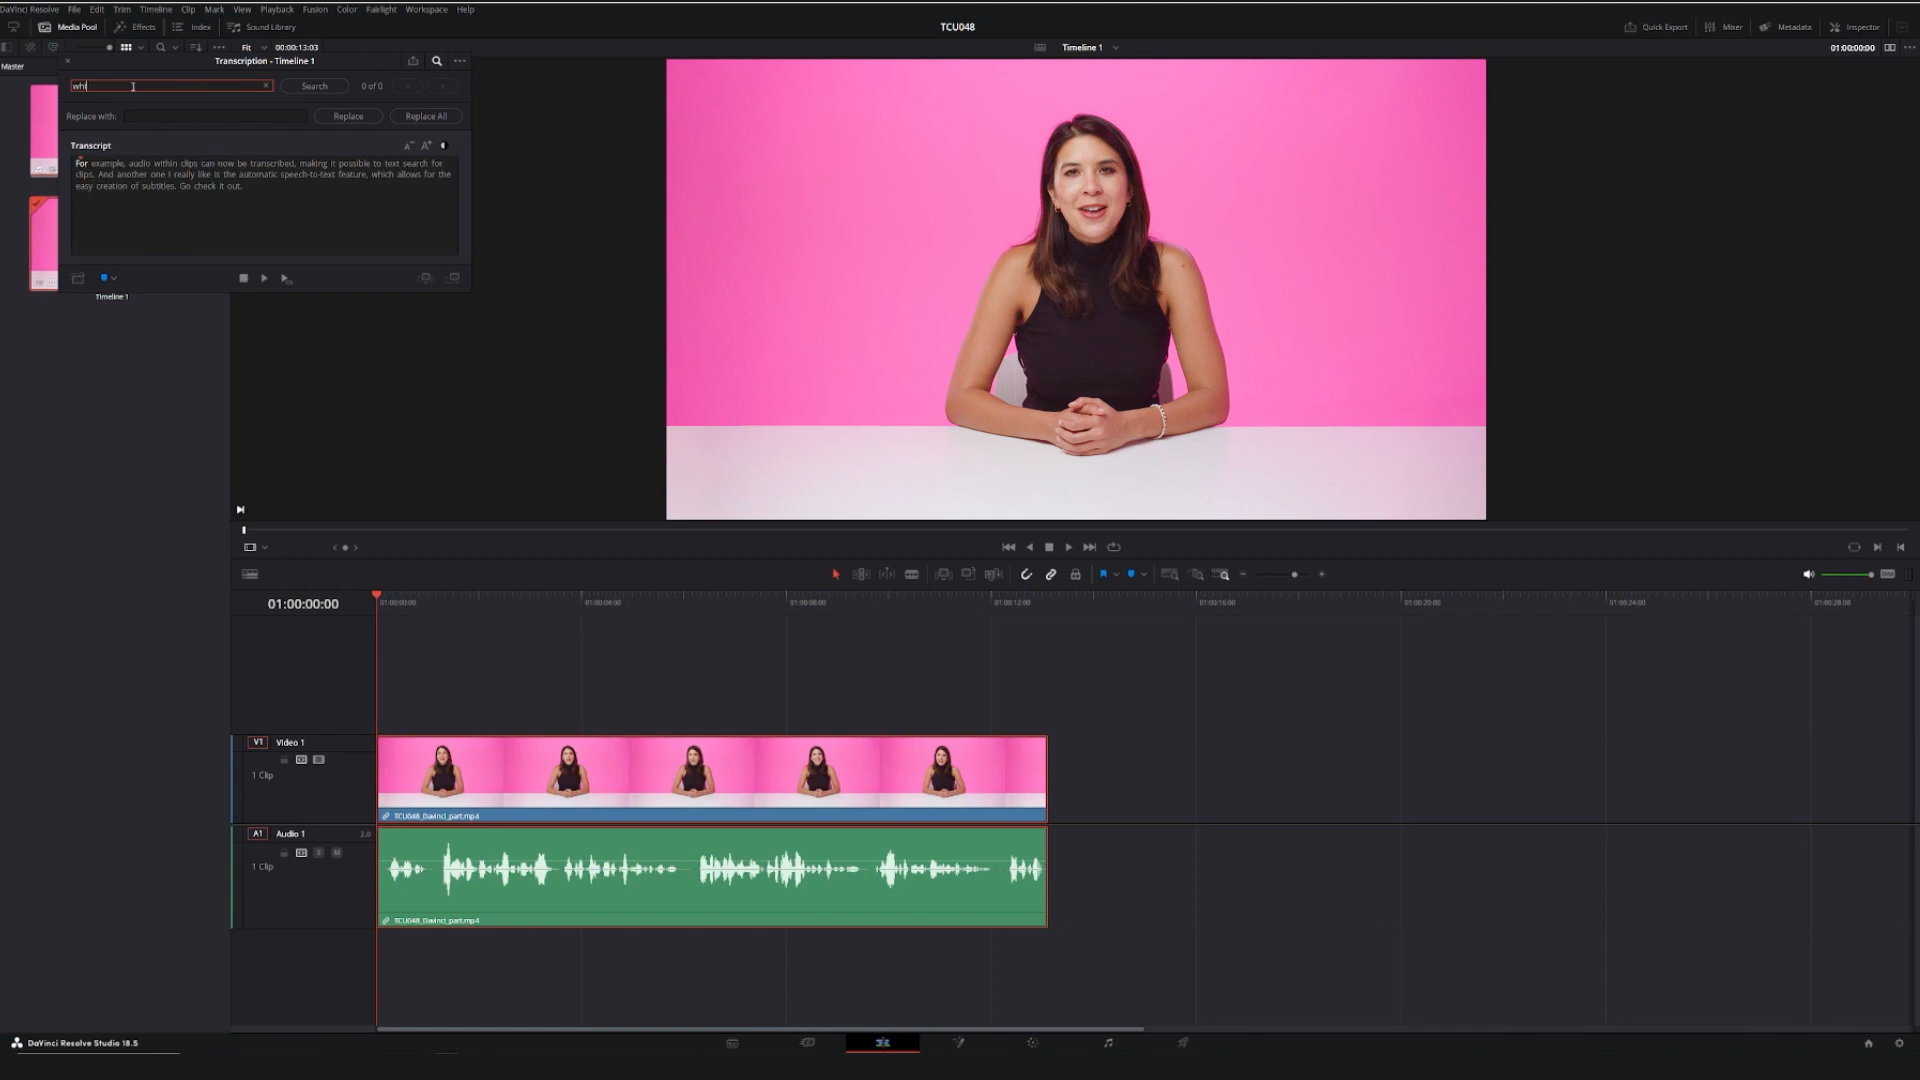 DaVinci Resolve File Edit Trim Timeline Clip Mark View Playback Fusion Color Fairlight Workspace Help
Media Pool Effects Index Sound Library TCU048 Quick Export Mixer Metadata Inspector
Fit 00:00:13:03 Timeline 1 01:00:00:00
Master
Transcription - Timeline 1
whi Search 0 of 0
Replace with: Replace Replace All
Transcript
For example, audio within clips can now be transcribed, making it possible to text search for
clips. And another one I really like is the automatic speech-to-text feature, which allows for the
easy creation of subtitles. Go check it out.
Timeline 1
01:00:00:00
01:00:00:00 01:00:04:00 01:00:08:00 01:00:12:00 01:00:16:00 01:00:20:00 01:00:24:00 01:00:28:00
V1 Video 1
1 Clip
TCU048_Davinci_part.mp4
A1 Audio 1 2.0
S M
1 Clip
TCU048_Davinci_part.mp4
DaVinci Resolve Studio 18.5